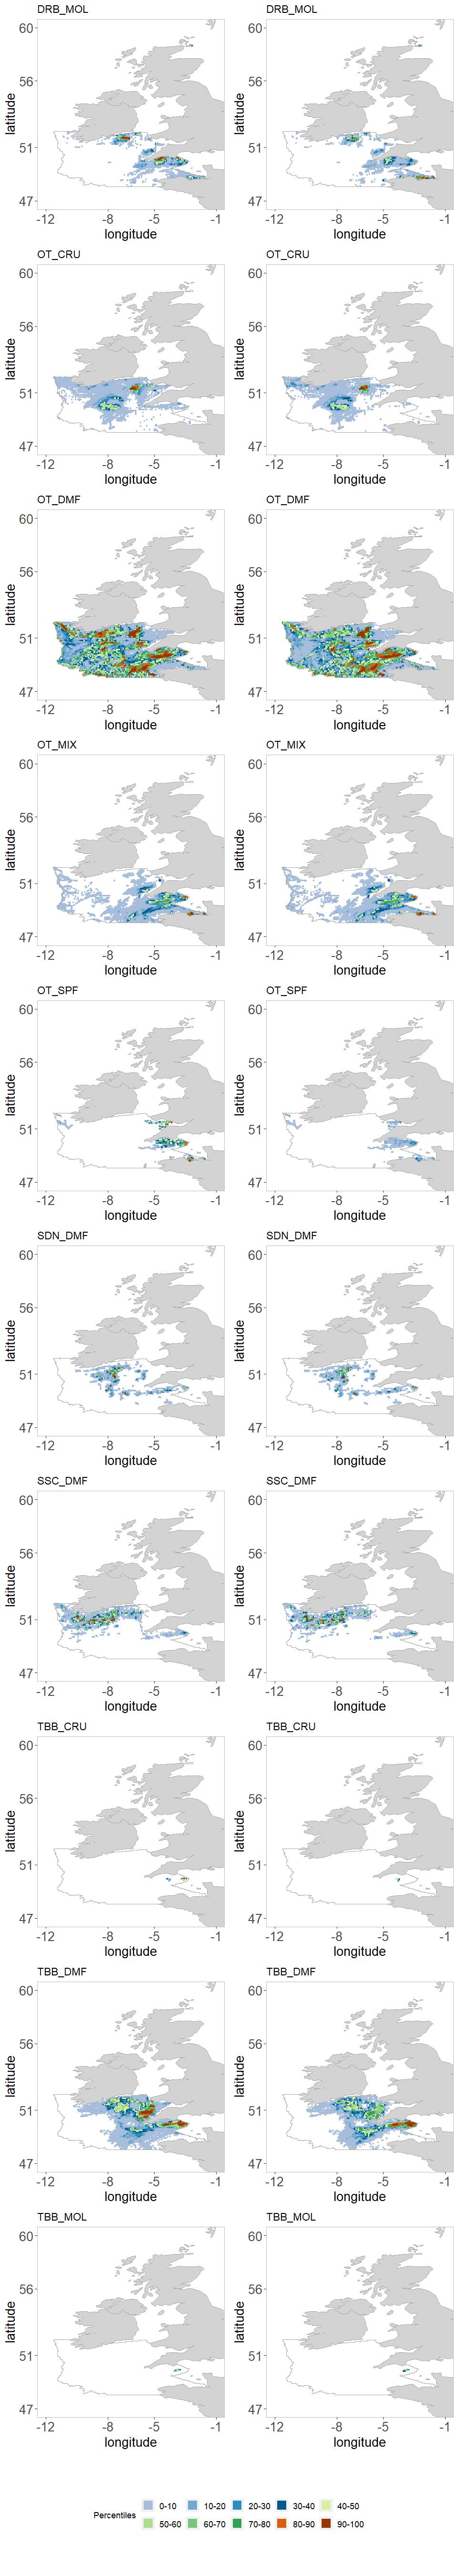 DRB_MOL DRB_MOL
60 60
56 56
51 51
47 47
latitude latitude
-12 -8 -5 -1 -12 -8 -5 -1
longitude longitude
OT_CRU OT_CRU
60 60
56 56
51 51
47 47
latitude latitude
-12 -8 -5 -1 -12 -8 -5 -1
longitude longitude
OT_DMF OT_DMF
60 60
56 56
51 51
47 47
latitude latitude
-12 -8 -5 -1 -12 -8 -5 -1
longitude longitude
OT_MIX OT_MIX
60 60
56 56
51 51
47 47
latitude latitude
-12 -8 -5 -1 -12 -8 -5 -1
longitude longitude
OT_SPF OT_SPF
60 60
56 56
51 51
47 47
latitude latitude
-12 -8 -5 -1 -12 -8 -5 -1
longitude longitude
SDN_DMF SDN_DMF
60 60
56 56
51 51
47 47
latitude latitude
-12 -8 -5 -1 -12 -8 -5 -1
longitude longitude
SSC_DMF SSC_DMF
60 60
56 56
51 51
47 47
latitude latitude
-12 -8 -5 -1 -12 -8 -5 -1
longitude longitude
TBB_CRU TBB_CRU
60 60
56 56
51 51
47 47
latitude latitude
-12 -8 -5 -1 -12 -8 -5 -1
longitude longitude
TBB_DMF TBB_DMF
60 60
56 56
51 51
47 47
latitude latitude
-12 -8 -5 -1 -12 -8 -5 -1
longitude longitude
TBB_MOL TBB_MOL
60 60
56 56
51 51
47 47
latitude latitude
-12 -8 -5 -1 -12 -8 -5 -1
longitude longitude
Percentiles
0-10 10-20 20-30 30-40 40-50
50-60 60-70 70-80 80-90 90-100